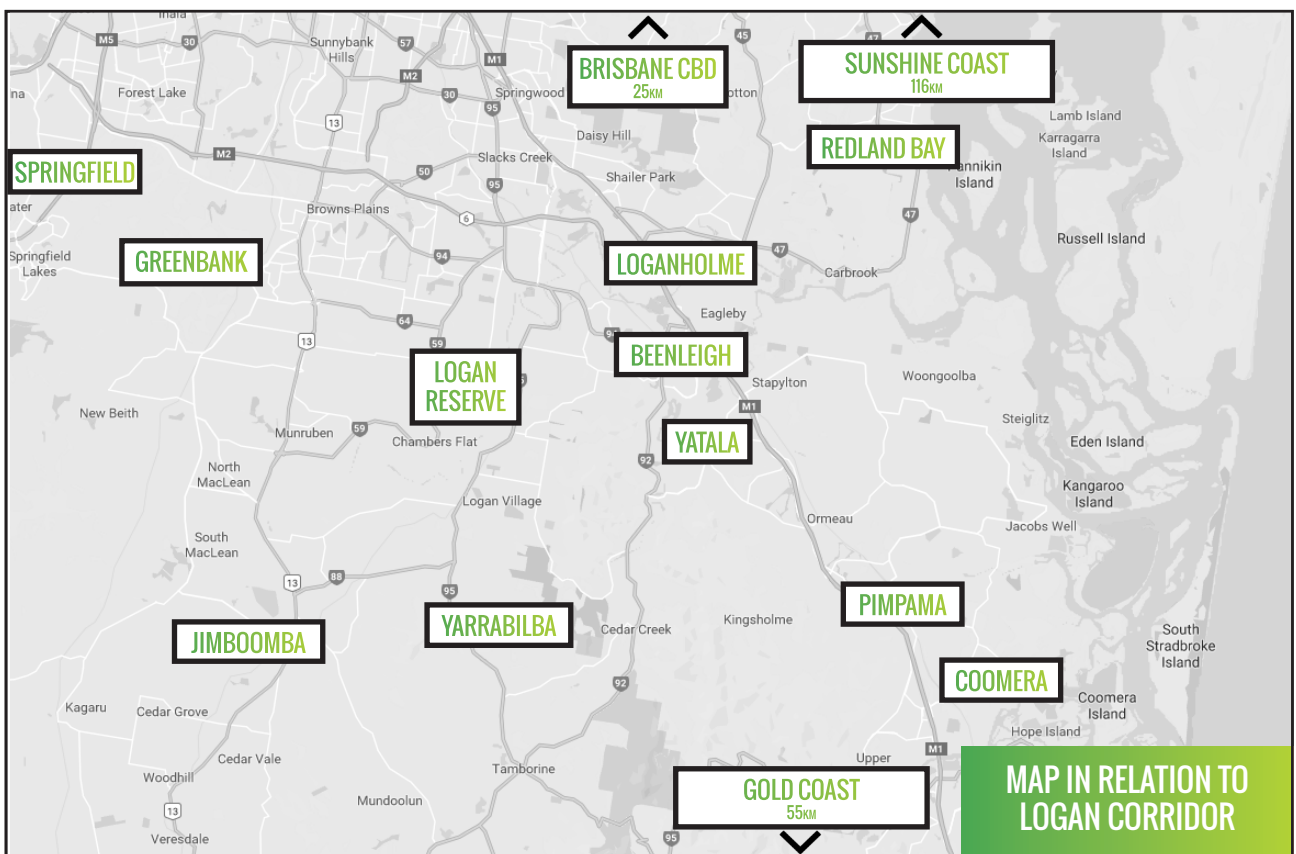 Inala
M5
30
Sunnybank
Hills
57
M2
M1
45
47
BRISBANE CBD
25KM
SUNSHINE COAST
116KM
Forest Lake
30
95
Springwood
13
Daisy Hill
Lamb Island
Karragarra
Island
REDLAND BAY
SPRINGFIELD
M2
Slacks Creek
50
95
Shailer Park
Island
ater
Browns Plains
6
47
Springfield
Lakes
GREENBANK
94
LOGANHOLME
47
Carbrook
Russell Island
Eagleby
64
13
59
LOGAN
RESERVE
BEENLEIGH
Stapylton
Woongoolba
M1
New Beith
Munruben
59
Chambers Flat
YATALA
Steiglitz
Eden Island
92
North
MacLean
Logan Village
Kangaroo
Island
Ormeau
Jacobs Well
South
MacLean
13
88
95
PIMPAMA
JIMBOOMBA
YARRABILBA
Cedar Creek
Kingsholme
South
Stradbroke
Island
92
COOMERA
Coomera
Island
Kagaru
Cedar Grove
Hope Island
Cedar Vale
Woodhill
Tamborine
Upper
M1
GOLD COAST
55KM
Mundoolun
13
Veresdale
95
MAP IN RELATION TO
LOGAN CORRIDOR